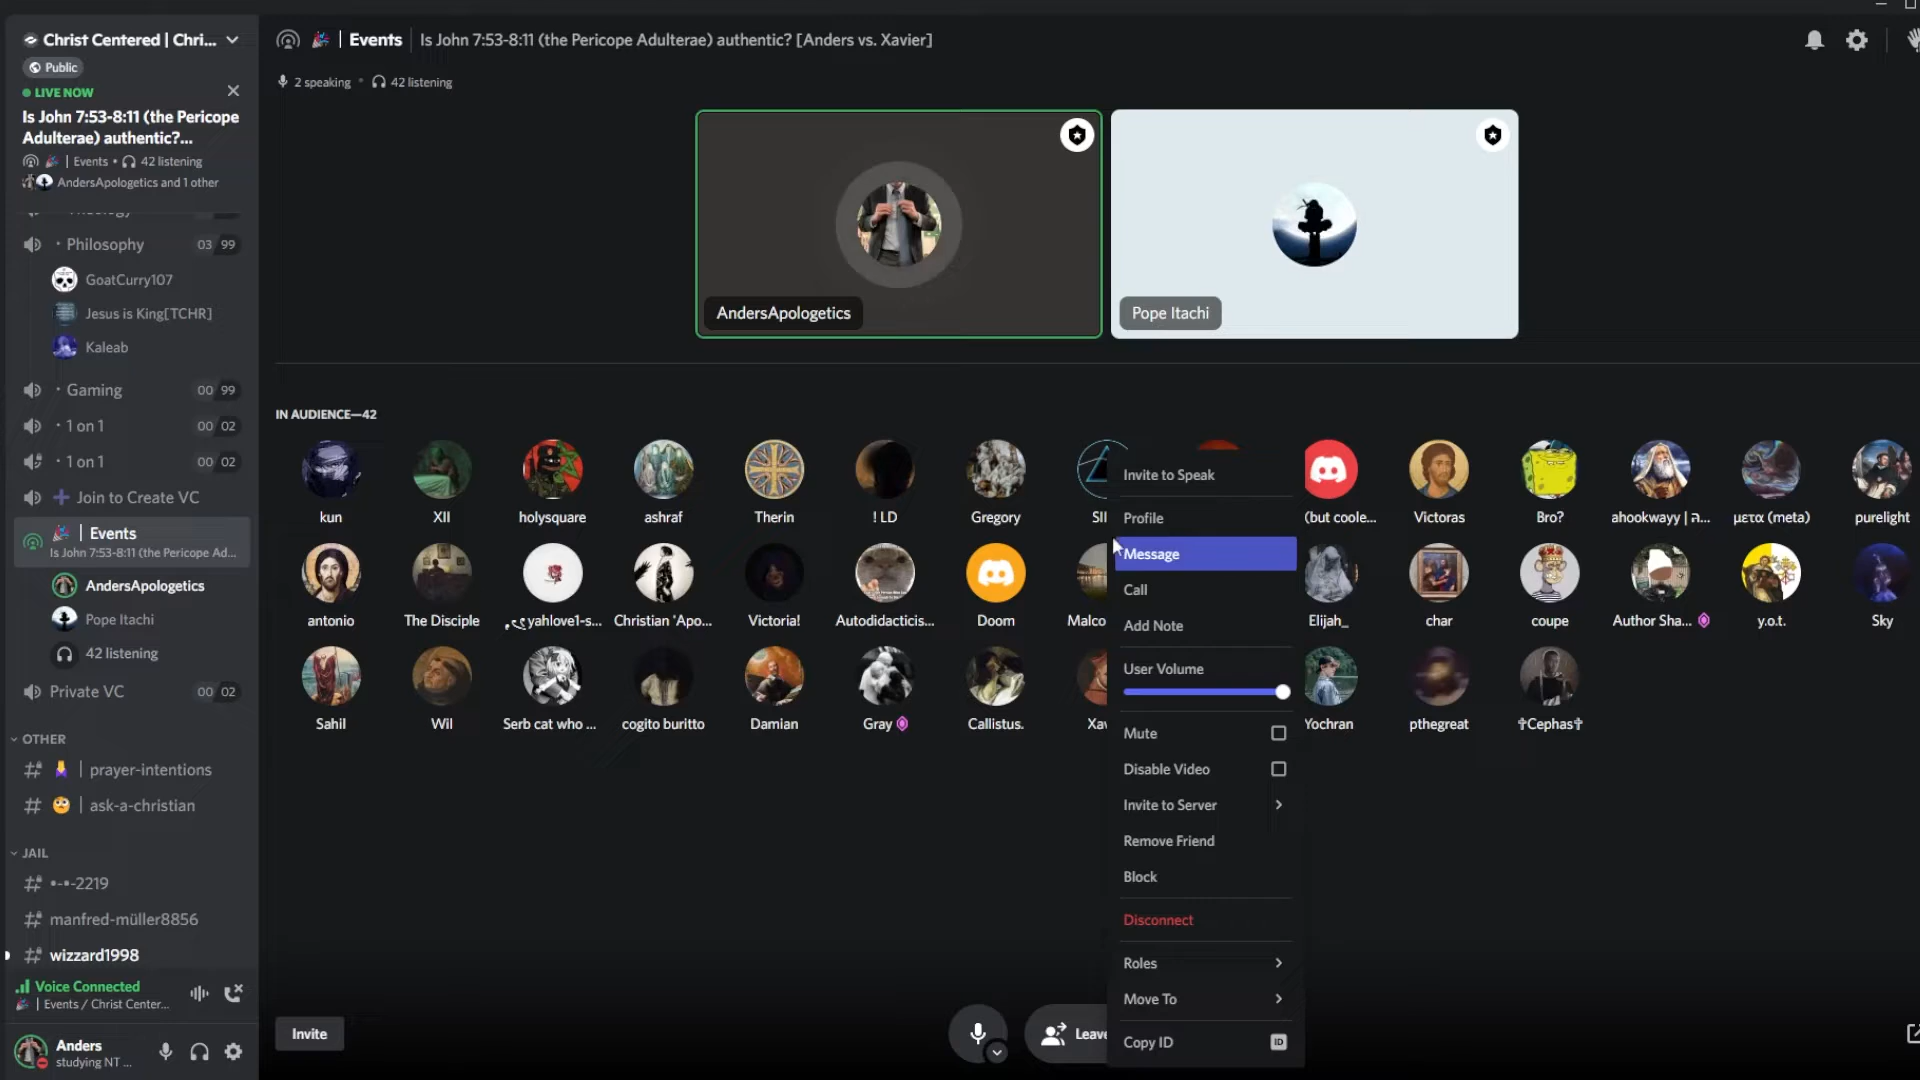 Christ Centered | Chri...
Public
LIVE NOW
Is John 7:53-8:11 (the Pericope
Adulterae) authentic?...
| Events • 42 listening
AndersApologetics and 1 other
Philosophy 03 99
GoatCurry107
Jesus is King[TCHR]
Kaleab
Gaming 00 99
1 on 1 00 02
1 on 1 00 02
Join to Create VC
| Events
Is John 7:53-8:11 (the Pericope Ad...
AndersApologetics
Pope Itachi
42 listening
Private VC 00 02
OTHER
| prayer-intentions
| ask-a-christian
JAIL
•-•-2219
manfred-müller8856
wizzard1998
Voice Connected
| Events / Christ Center...
Anders
studying NT ...
| Events | Is John 7:53-8:11 (the Pericope Adulterae) authentic? [Anders vs. Xavier]
2 speaking • 42 listening
AndersApologetics
Pope Itachi
IN AUDIENCE—42
kun XII holysquare ashraf Therin ! LD Gregory (but coole... Victoras Bro? μετα (meta) purelight
antonio The Disciple Christian 'Apo... Victoria! Autodidacticis... Doom Malco Elijah_ char coupe Author Sha... y.o.t. Sky
Sahil Wil Serb cat who ... cogito buritto Damian Gray Callistus. Xav Yochran pthegreat ✝Cephas✝
Invite to Speak
Profile
Message
Call
Add Note
User Volume
Mute
Disable Video
Invite to Server
Remove Friend
Block
Disconnect
Roles
Move To
Copy ID ID
Invite
Leave